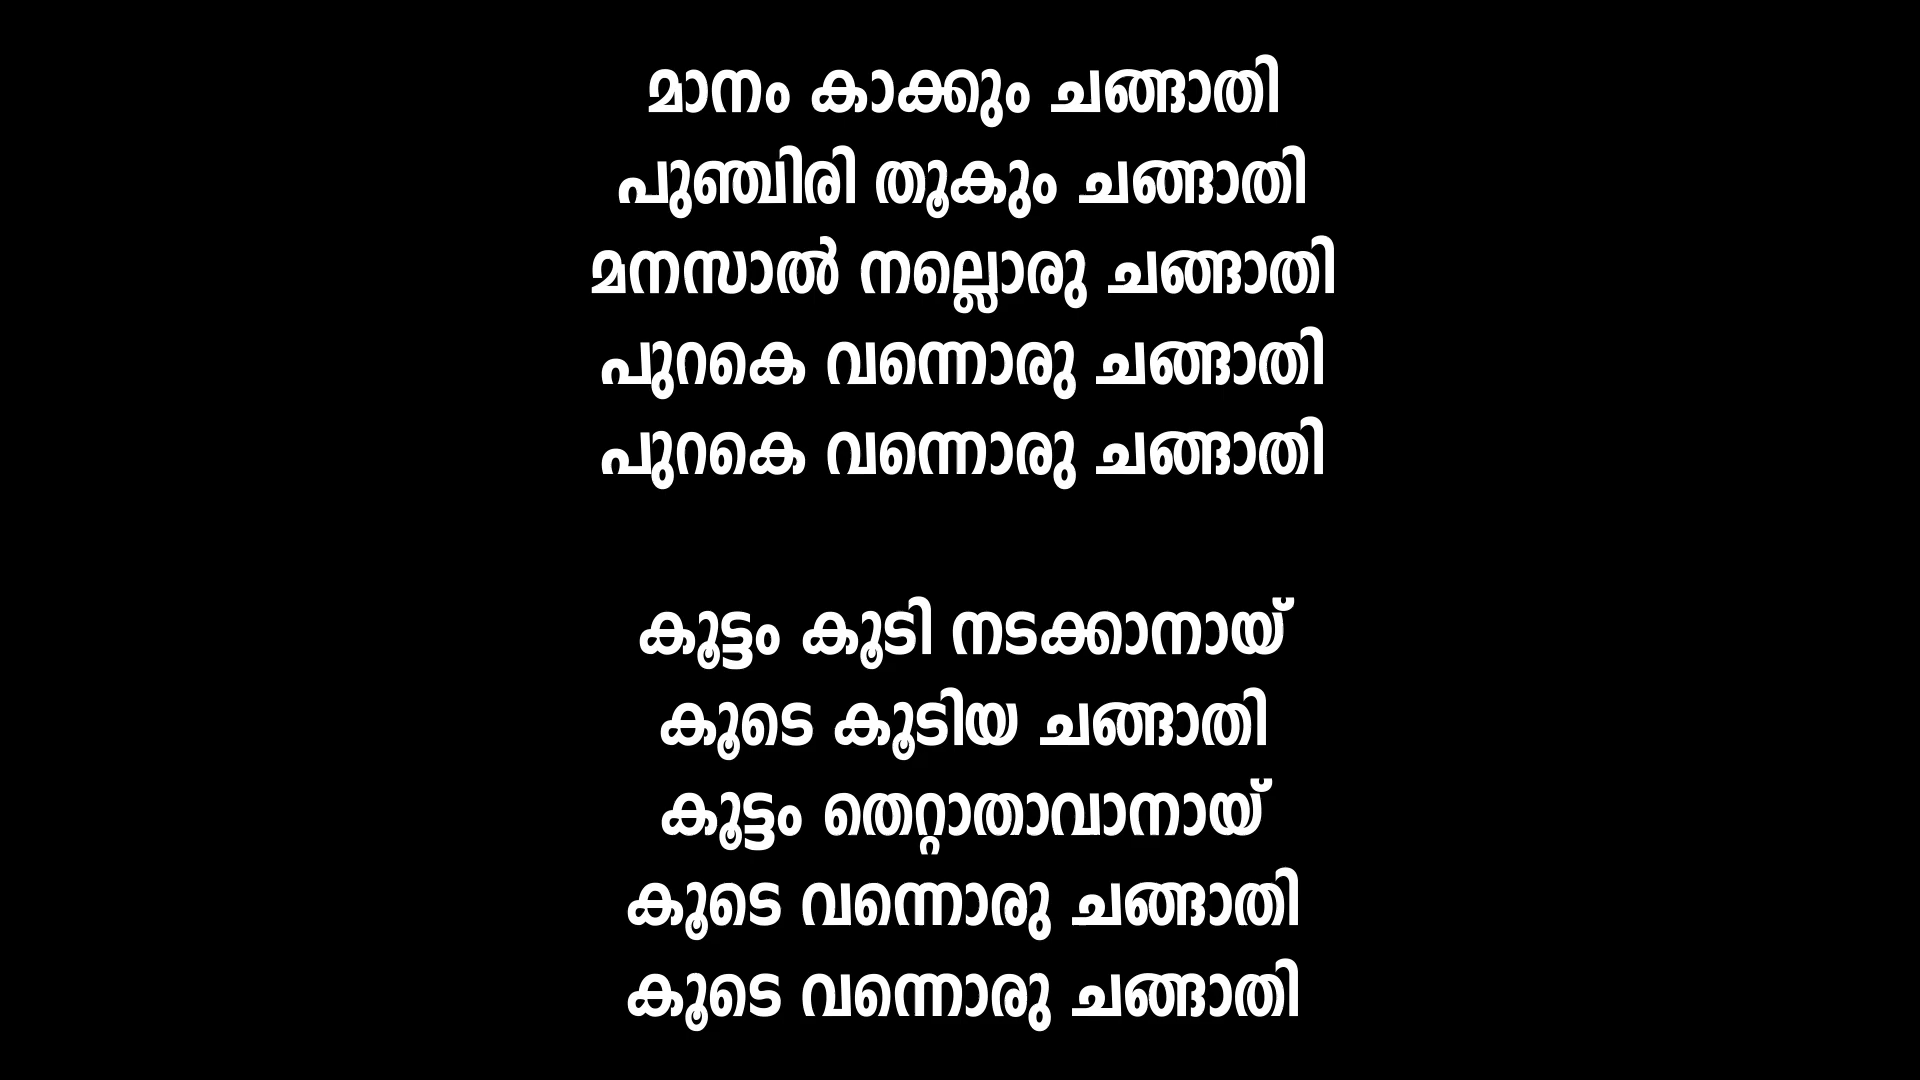 മാനം കാക്കും ചങ്ങാതി
പുഞ്ചിരി തൂകും ചങ്ങാതി
മനസാൽ നല്ലൊരു ചങ്ങാതി
പുറകെ വന്നൊരു ചങ്ങാതി
പുറകെ വന്നൊരു ചങ്ങാതി
കൂട്ടം കൂടി നടക്കാനായ്
കൂടെ കൂടിയ ചങ്ങാതി
കൂട്ടം തെറ്റാതാവാനായ്
കൂടെ വന്നൊരു ചങ്ങാതി
കൂടെ വന്നൊരു ചങ്ങാതി